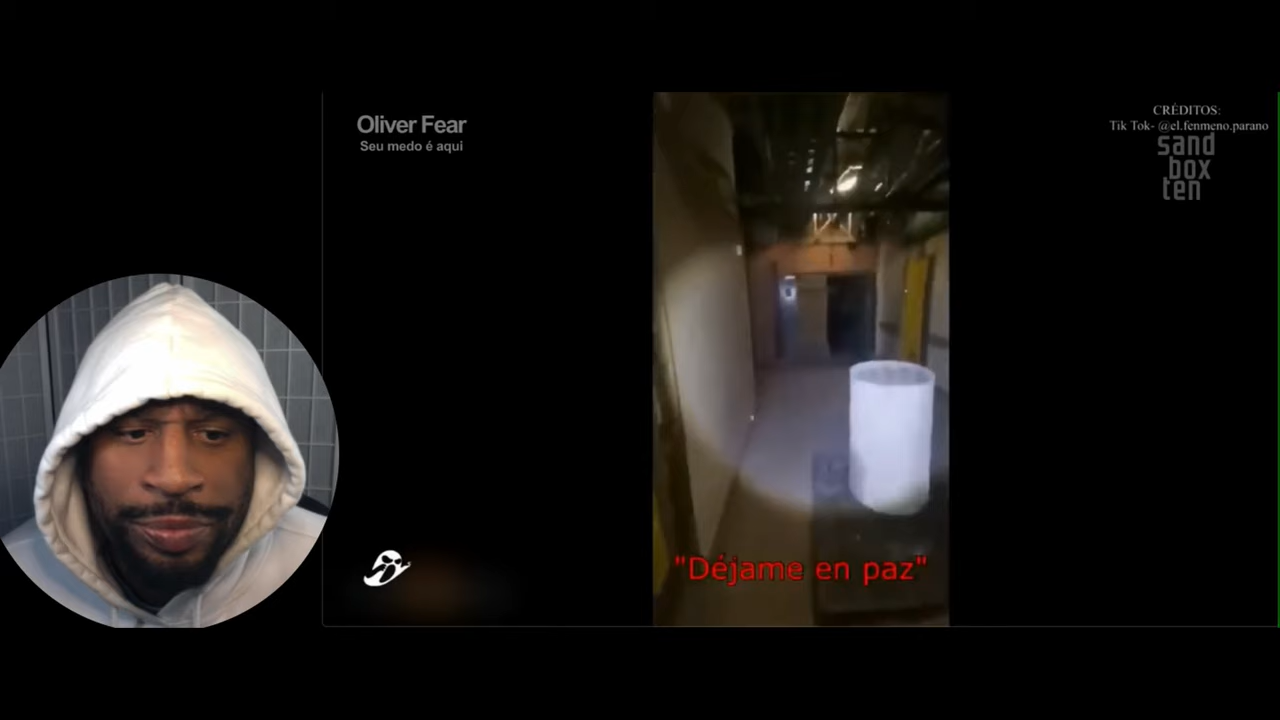 Oliver Fear
Seu medo é aqui
CRÉDITOS:
Tik Tok- @el.fenmeno.parano
sand
box
ten
"Déjame en paz"